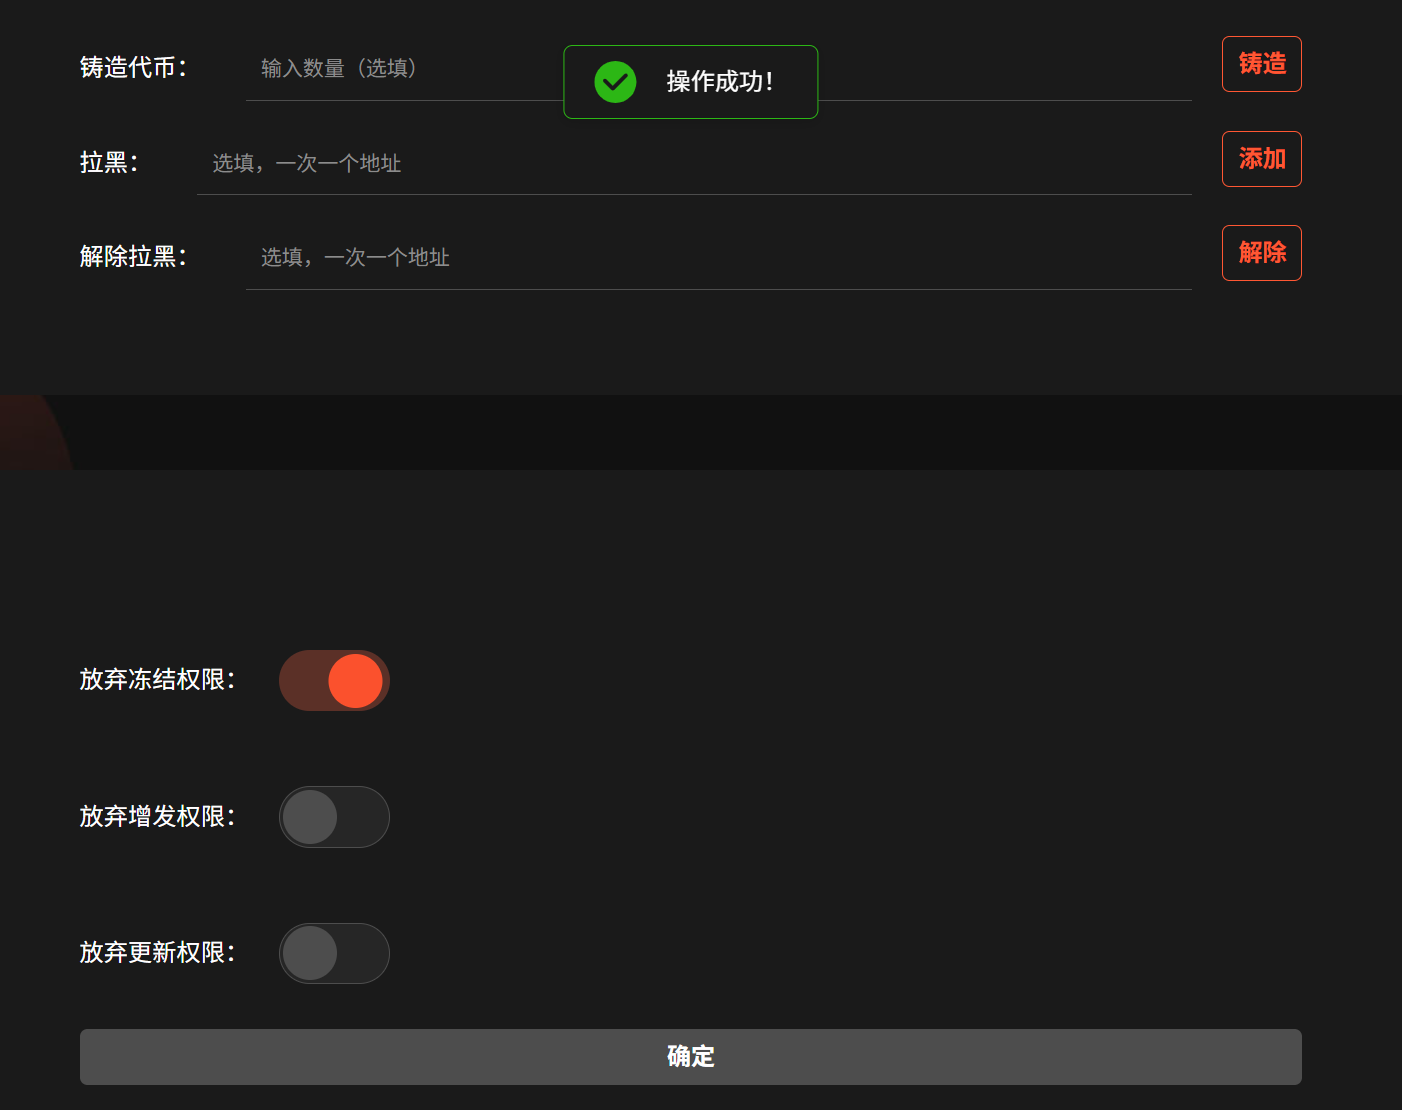 铸造代币：
输入数量（选填）
操作成功！
铸造
拉黑：
选填，一次一个地址
添加
解除拉黑：
选填，一次一个地址
解除
放弃冻结权限：
放弃增发权限：
放弃更新权限：
确定